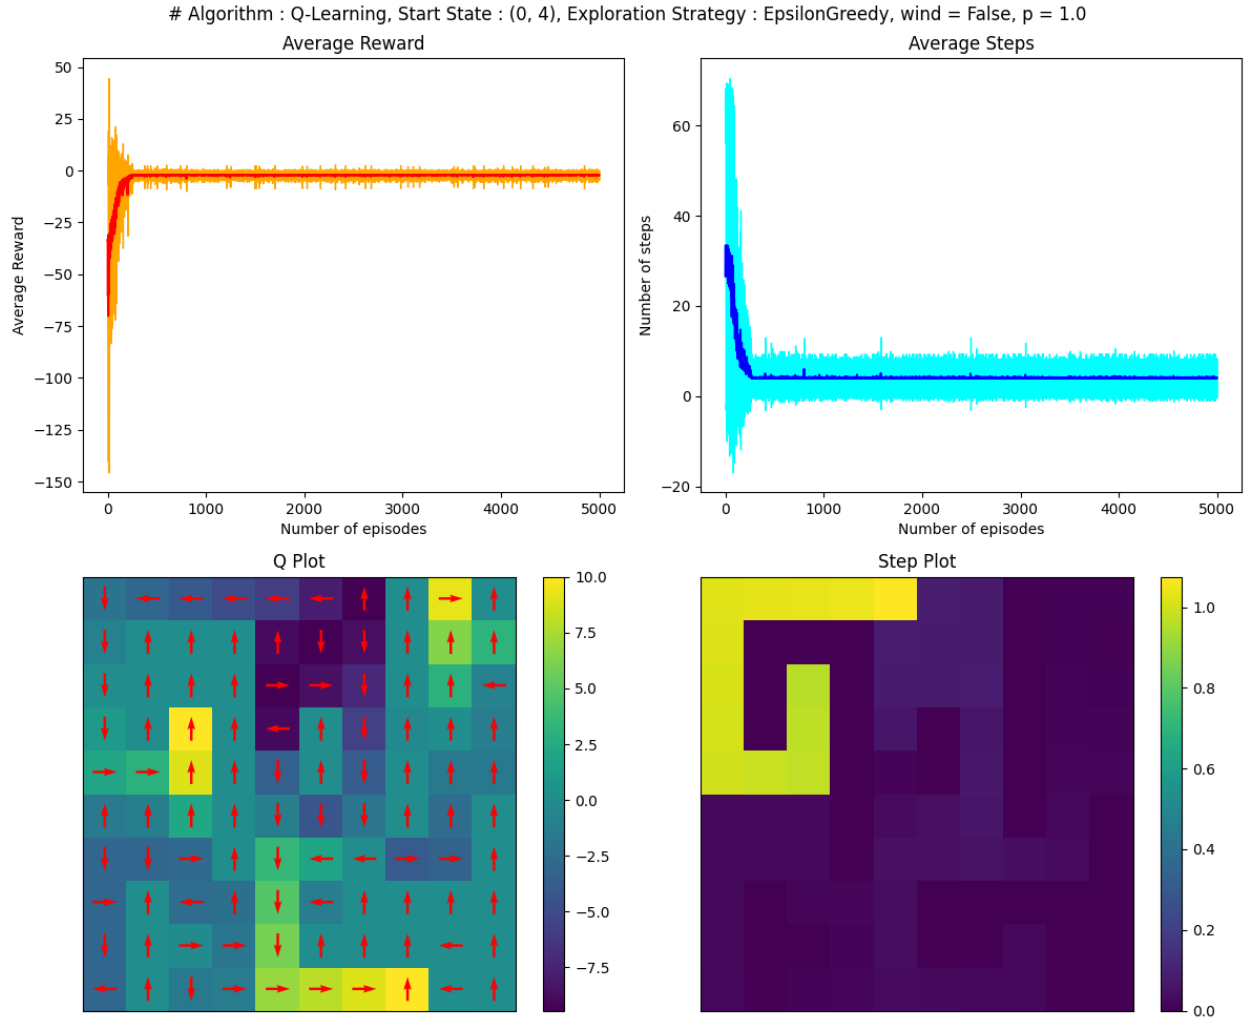 # Algorithm : Q-Learning, Start State : (0, 4), Exploration Strategy : EpsilonGreedy, wind = False, p = 1.0
Average Reward
Average Reward
50
25
0
−25
−50
−75
−100
−125
−150
0 1000 2000 3000 4000 5000
Number of episodes
Average Steps
Number of steps
60
40
20
0
−20
0 1000 2000 3000 4000 5000
Number of episodes
Q Plot
10.0
7.5
5.0
2.5
0.0
−2.5
−5.0
−7.5
Step Plot
1.0
0.8
0.6
0.4
0.2
0.0